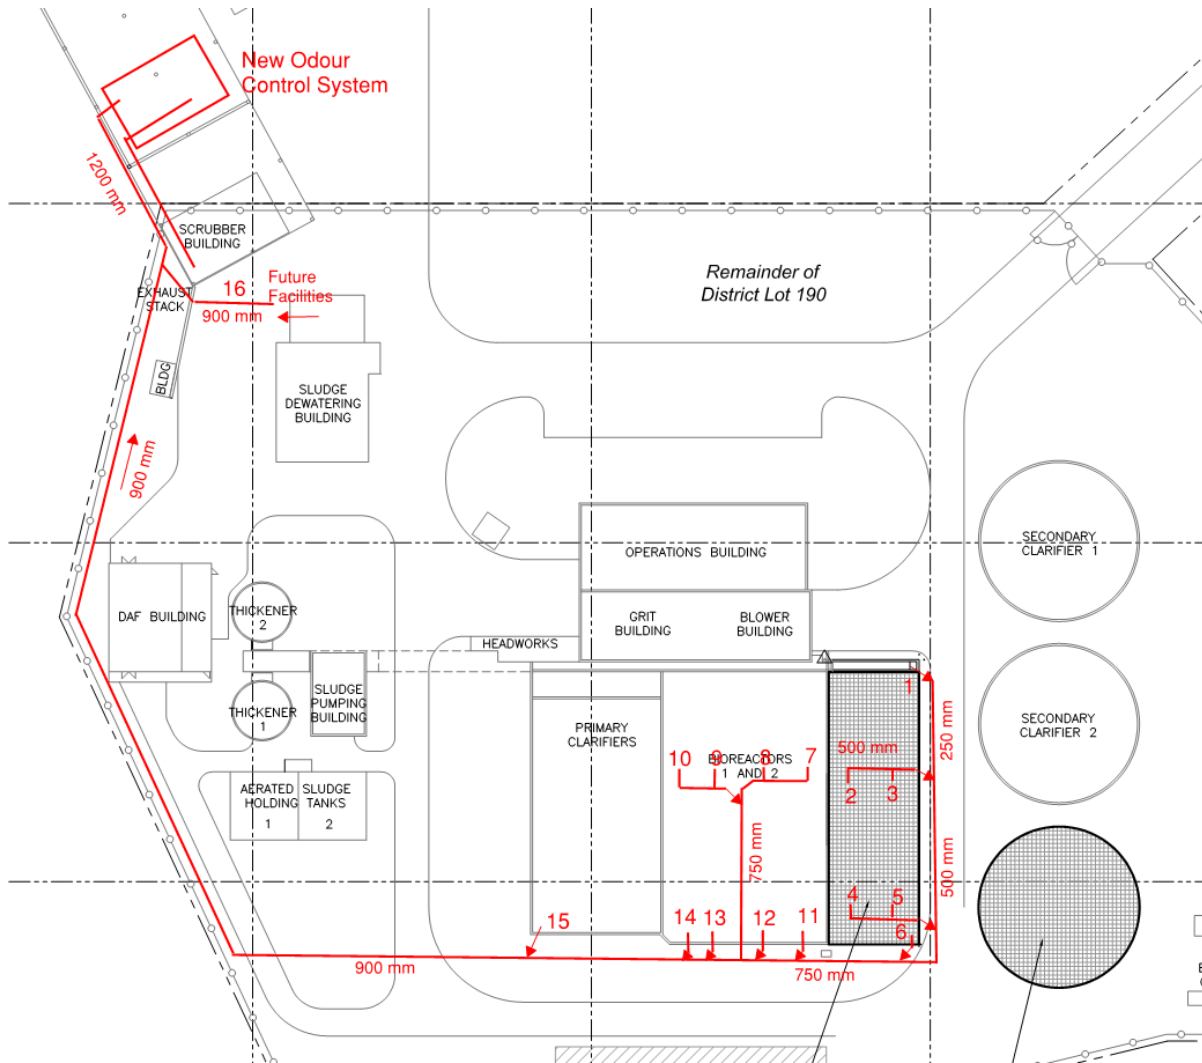 New Odour
Control System
1200 mm
SCRUBBER
BUILDING
Remainder of
District Lot 190
16
Future
Facilities
EXHAUST
STACK
900 mm
BLDG
SLUDGE
DEWATERING
BUILDING
900 mm
OPERATIONS BUILDING
SECONDARY
CLARIFIER 1
DAF BUILDING
THICKENER
2
GRIT
BUILDING
BLOWER
BUILDING
HEADWORKS
1
SLUDGE
PUMPING
BUILDING
THICKENER
1
PRIMARY
CLARIFIERS
250 mm
SECONDARY
CLARIFIER 2
500 mm
10
9
8
7
BIOREACTORS
1 AND 2
2
3
AERATED
HOLDING
1
SLUDGE
TANKS
2
750 mm
500 mm
4
5
15
14
13
12
11
6
900 mm
750 mm